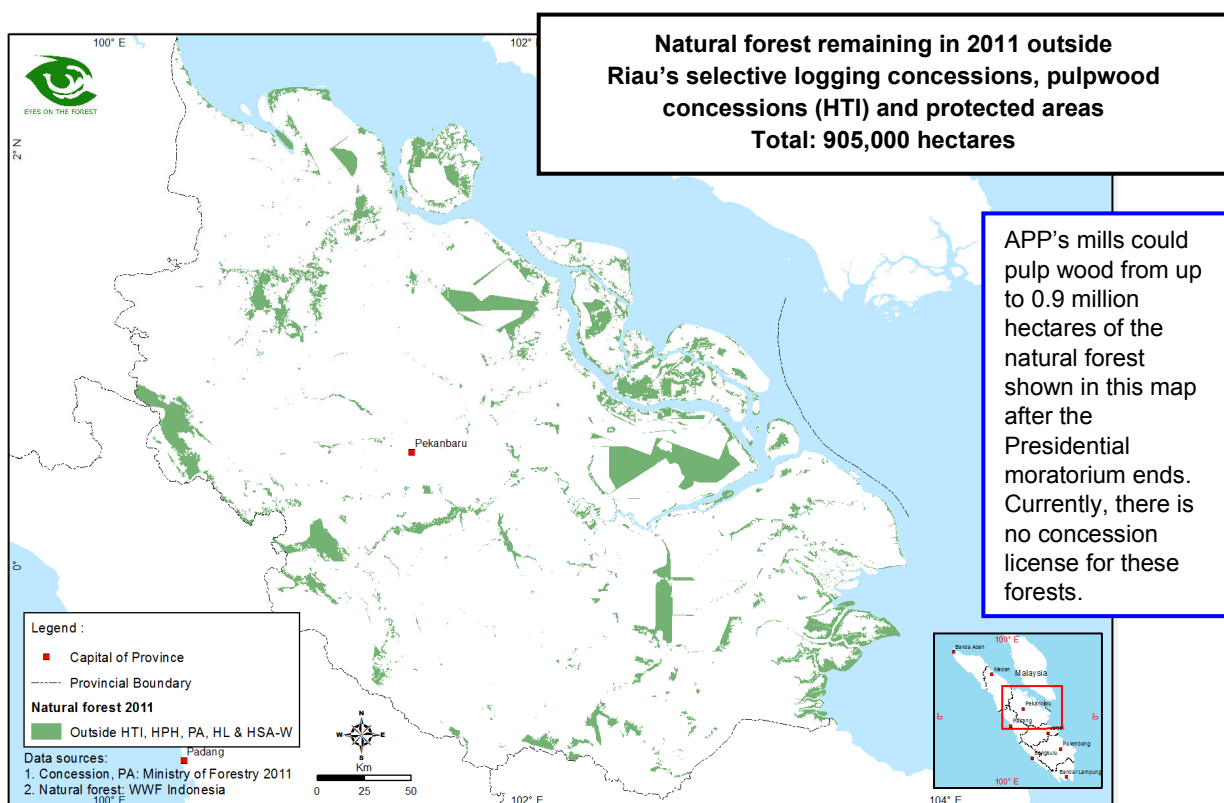 Natural forest remaining in 2011 outside
Riau's selective logging concessions, pulpwood
concessions (HTI) and protected areas
Total: 905,000 hectares
100° E
102°
EYES ON THE FOREST
2° N
APP's mills could
pulp wood from up
to 0.9 million
hectares of the
natural forest
shown in this map
after the
Presidential
moratorium ends.
Currently, there is
no concession
license for these
forests.
Pekanbaru
0°
Legend :
Capital of Province
Provincial Boundary
Natural forest 2011
Outside HTI, HPH, PA, HL & HSA-W
Data sources:
1. Concession, PA: Ministry of Forestry 2011
2. Natural forest: WWF Indonesia
Padang
N
W E
S
Km
0 25 50
100° E
102° E
104° E
100° E
Banda Aceh
Medan
Malaysia
Pekanbaru
Padang
0°
0°
Palembang
Bengkulu
Bandar Lampung
100° E